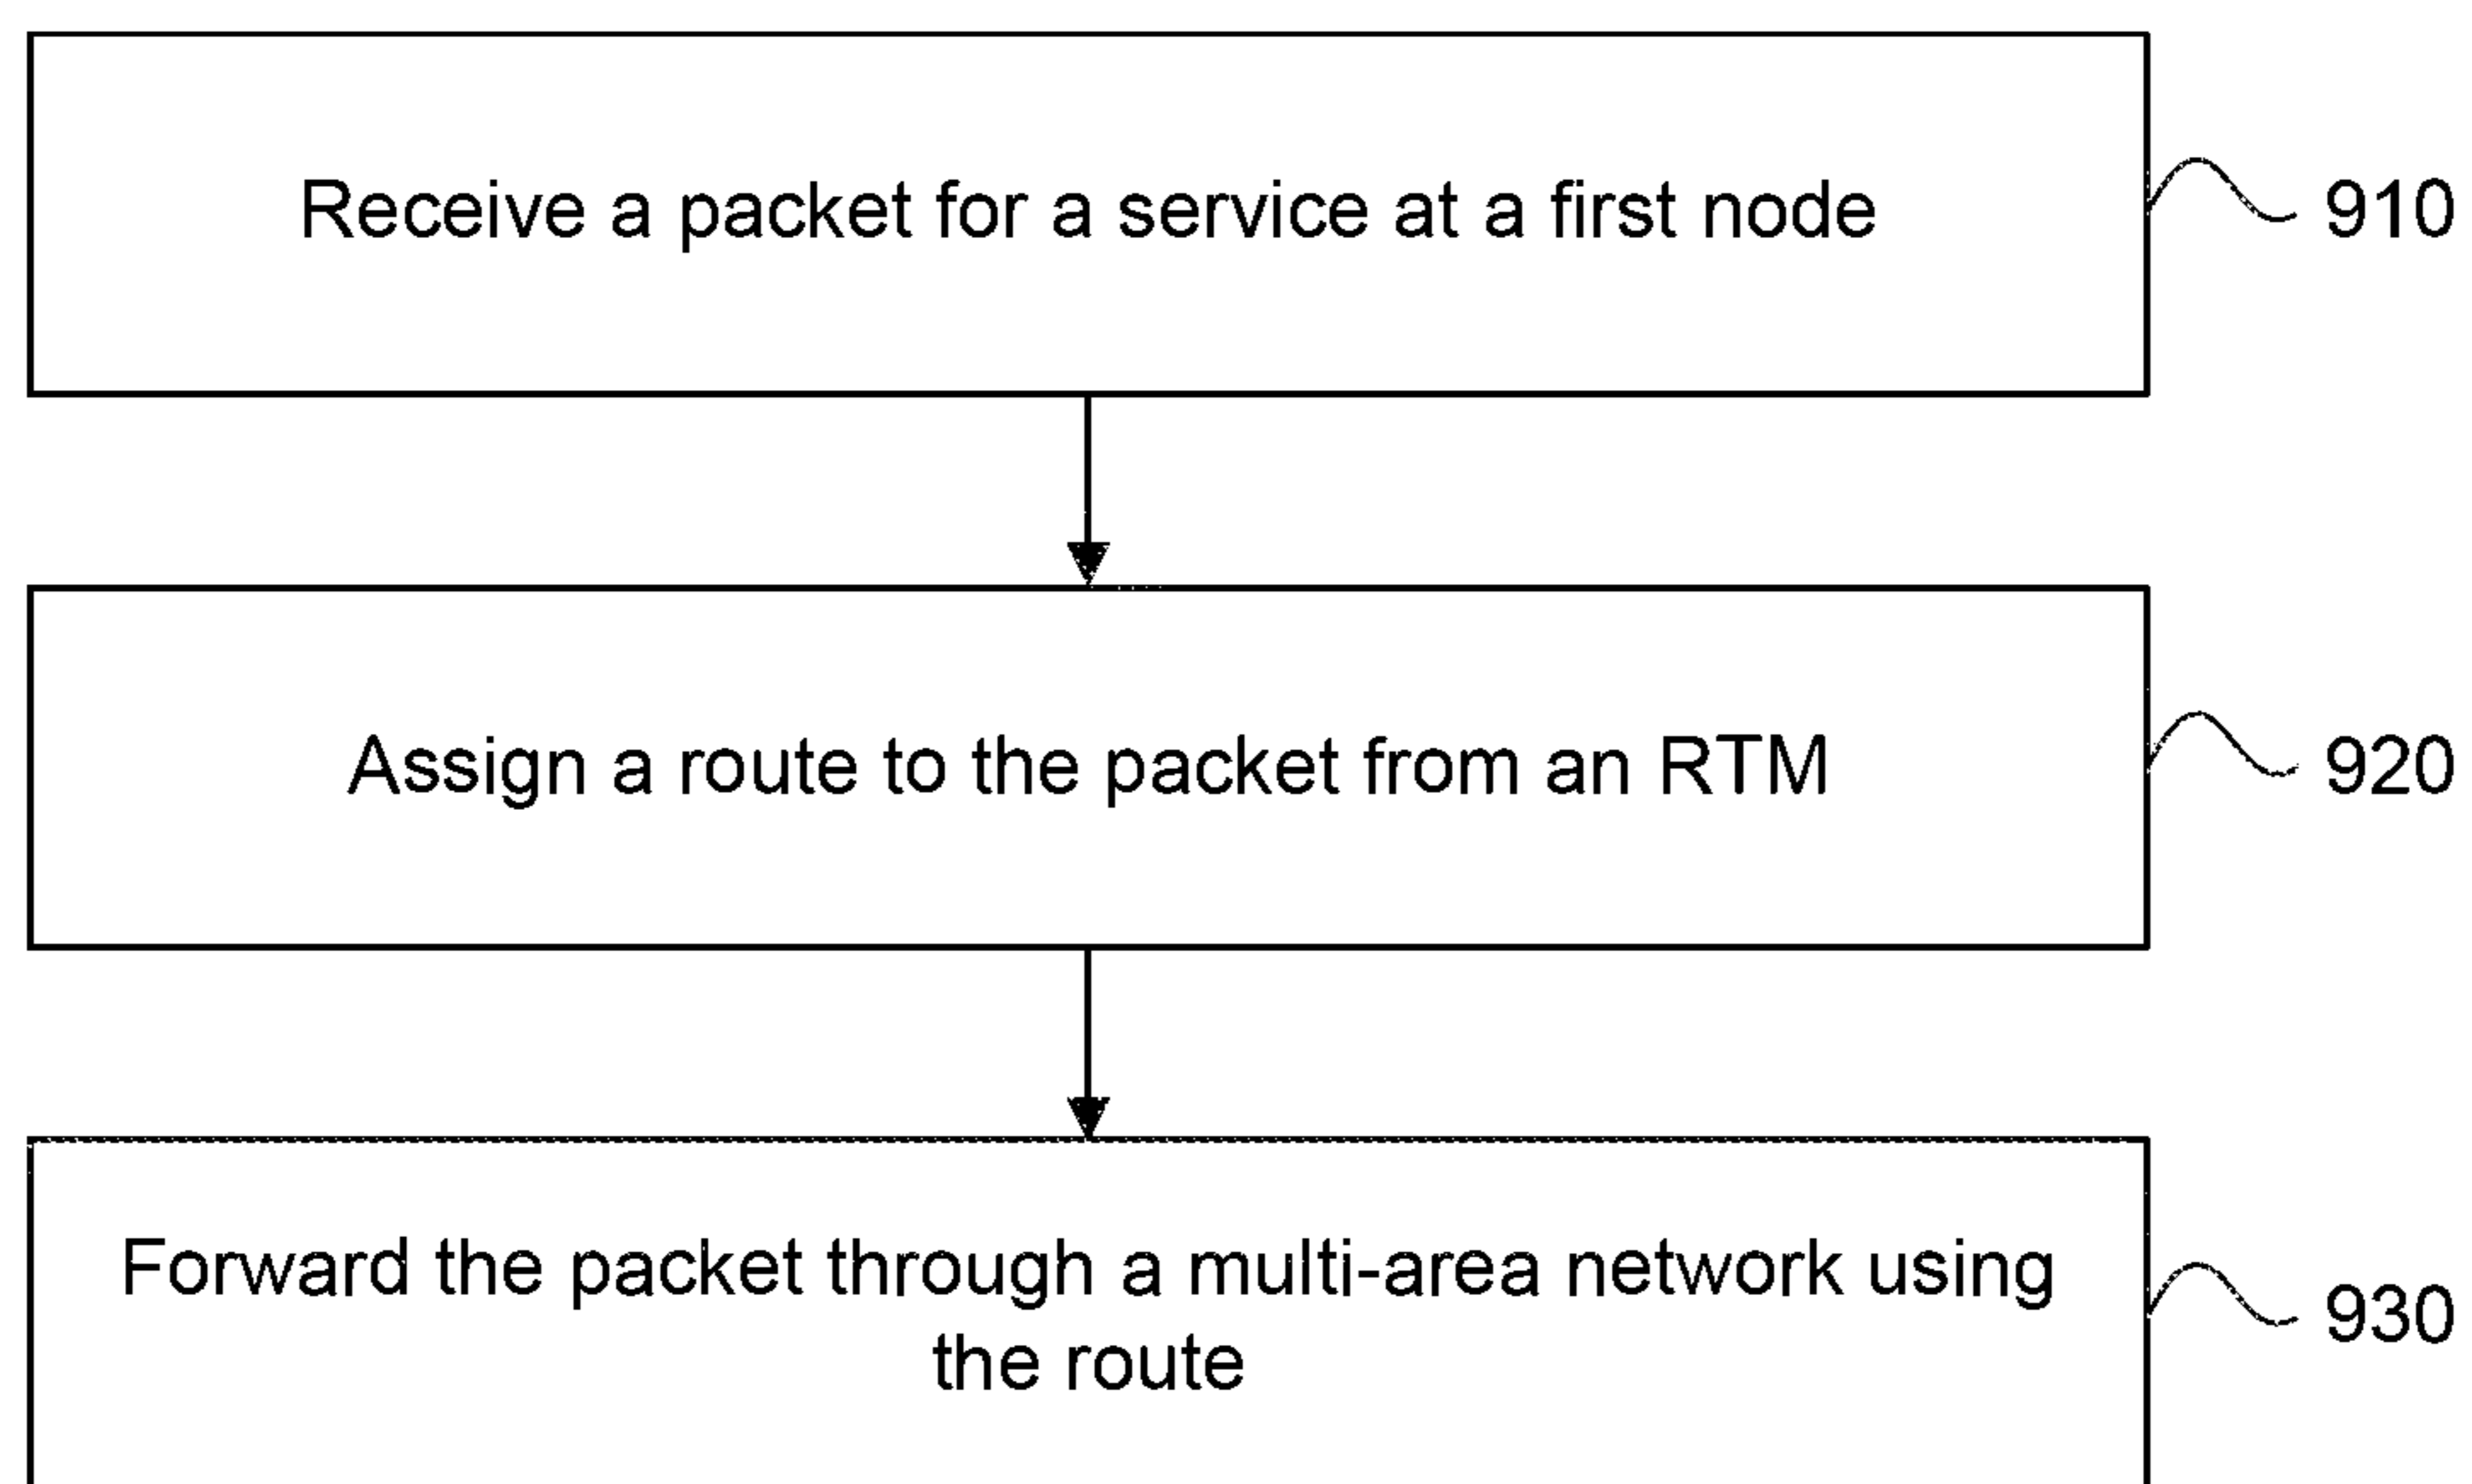 Receive a packet for a service at a first node
910
Assign a route to the packet from an RTM
920
Forward the packet through a multi-area network using
the route
930